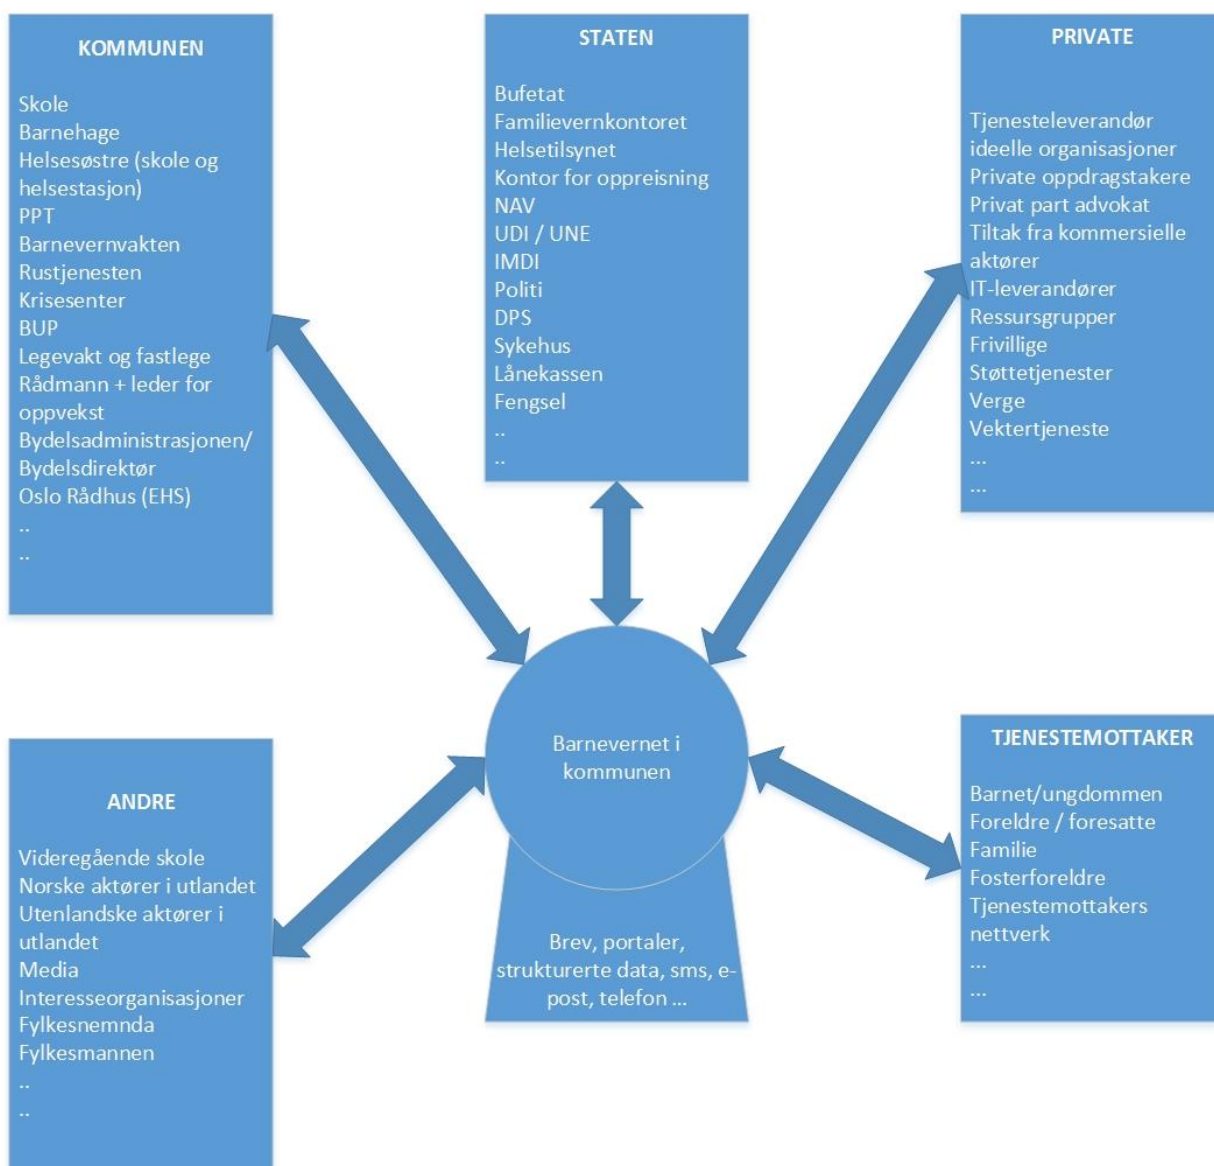 KOMMUNEN
Skole
Barnehage
Helsesøstre (skole og
helsestasjon)
PPT
Barnevernvakten
Rustjenesten
Krisesenter
BUP
Legevakt og fastlege
Rådmann + leder for
oppvekst
Bydelsadministrasjonen/
Bydelsdirektør
Oslo Rådhus (EHS)
..
..
STATEN
Bufetat
Familievernkontoret
Helsetilsynet
Kontor for oppreisning
NAV
UDI / UNE
IMDI
Politi
DPS
Sykehus
Lånekassen
Fengsel
..
..
PRIVATE
Tjenesteleverandør
ideelle organisasjoner
Private oppdragstakere
Privat part advokat
Tiltak fra kommersielle
aktører
IT-leverandører
Ressursgrupper
Frivillige
Støttetjenester
Verge
Vektertjeneste
...
...
Barnevernet i
kommunen
Brev, portaler,
strukturerte data, sms, e-
post, telefon ...
ANDRE
Videregående skole
Norske aktører i utlandet
Utenlandske aktører i
utlandet
Media
Interesseorganisasjoner
Fylkesnemnda
Fylkesmannen
..
..
TJENESTEMOTTAKER
Barnet/ungdommen
Foreldre / foresatte
Familie
Fosterforeldre
Tjenestemottakers
nettverk
...
...